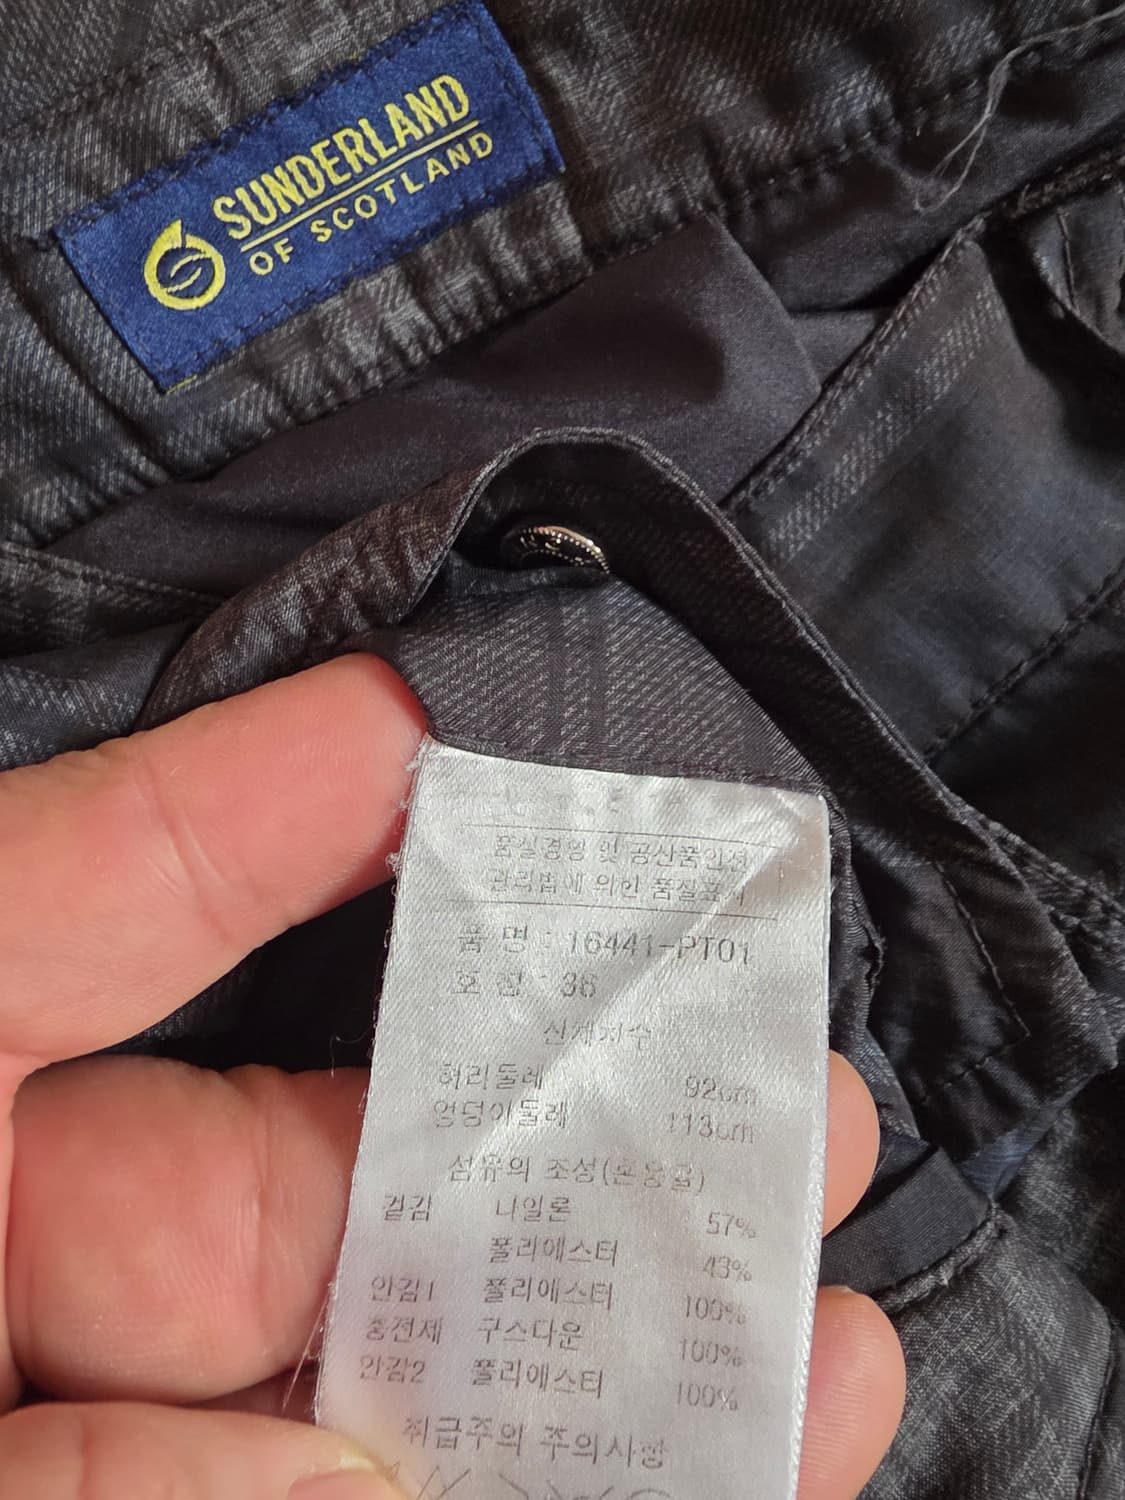 SUNDERLAND
OF SCOTLAND
품질경영 및 공산품안전
관리법에 위한 품질표시
품 명 : 16441-PT01
호 칭 : 36
신체치수
허리둘레 92cm
엉덩이둘레 113cm
섬유의 조성(혼용율)
겉감 나일론 57%
폴리에스터 43%
안감1 폴리에스터 100%
충전제 구스다운 100%
안감2 폴리에스터 100%
취급주의 주의사항